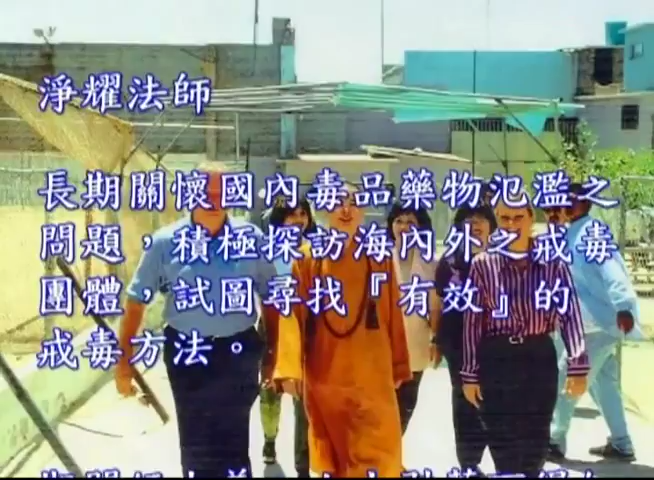 淨耀法師
長期關懷國內毒品藥物氾濫之
問題，積極探訪海內外之戒毒
團體，試圖尋找『有效』的
戒毒方法。